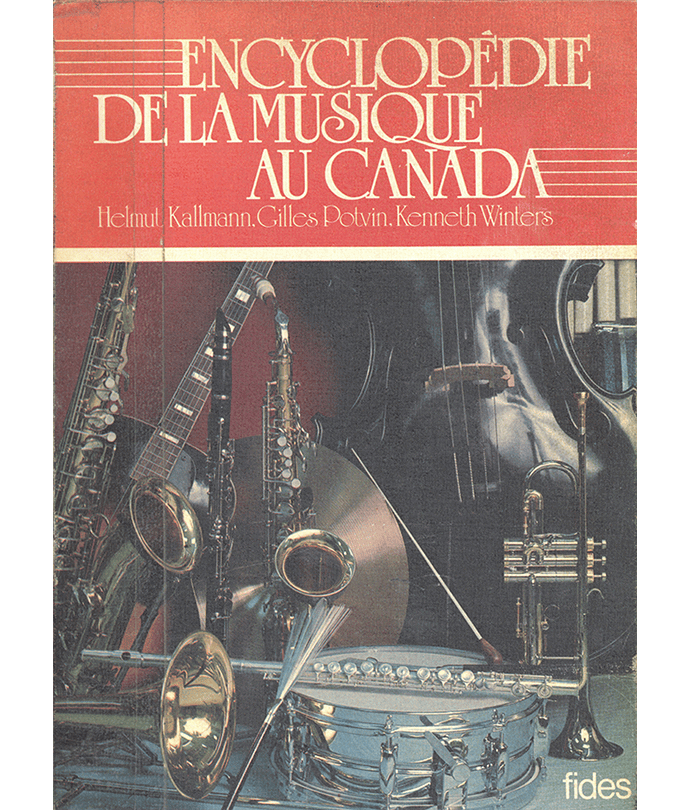 ENCYCLOPÉDIE
DE LA MUSIQUE
AU CANADA
Helmut Kallmann, Gilles Potvin, Kenneth Winters
fides